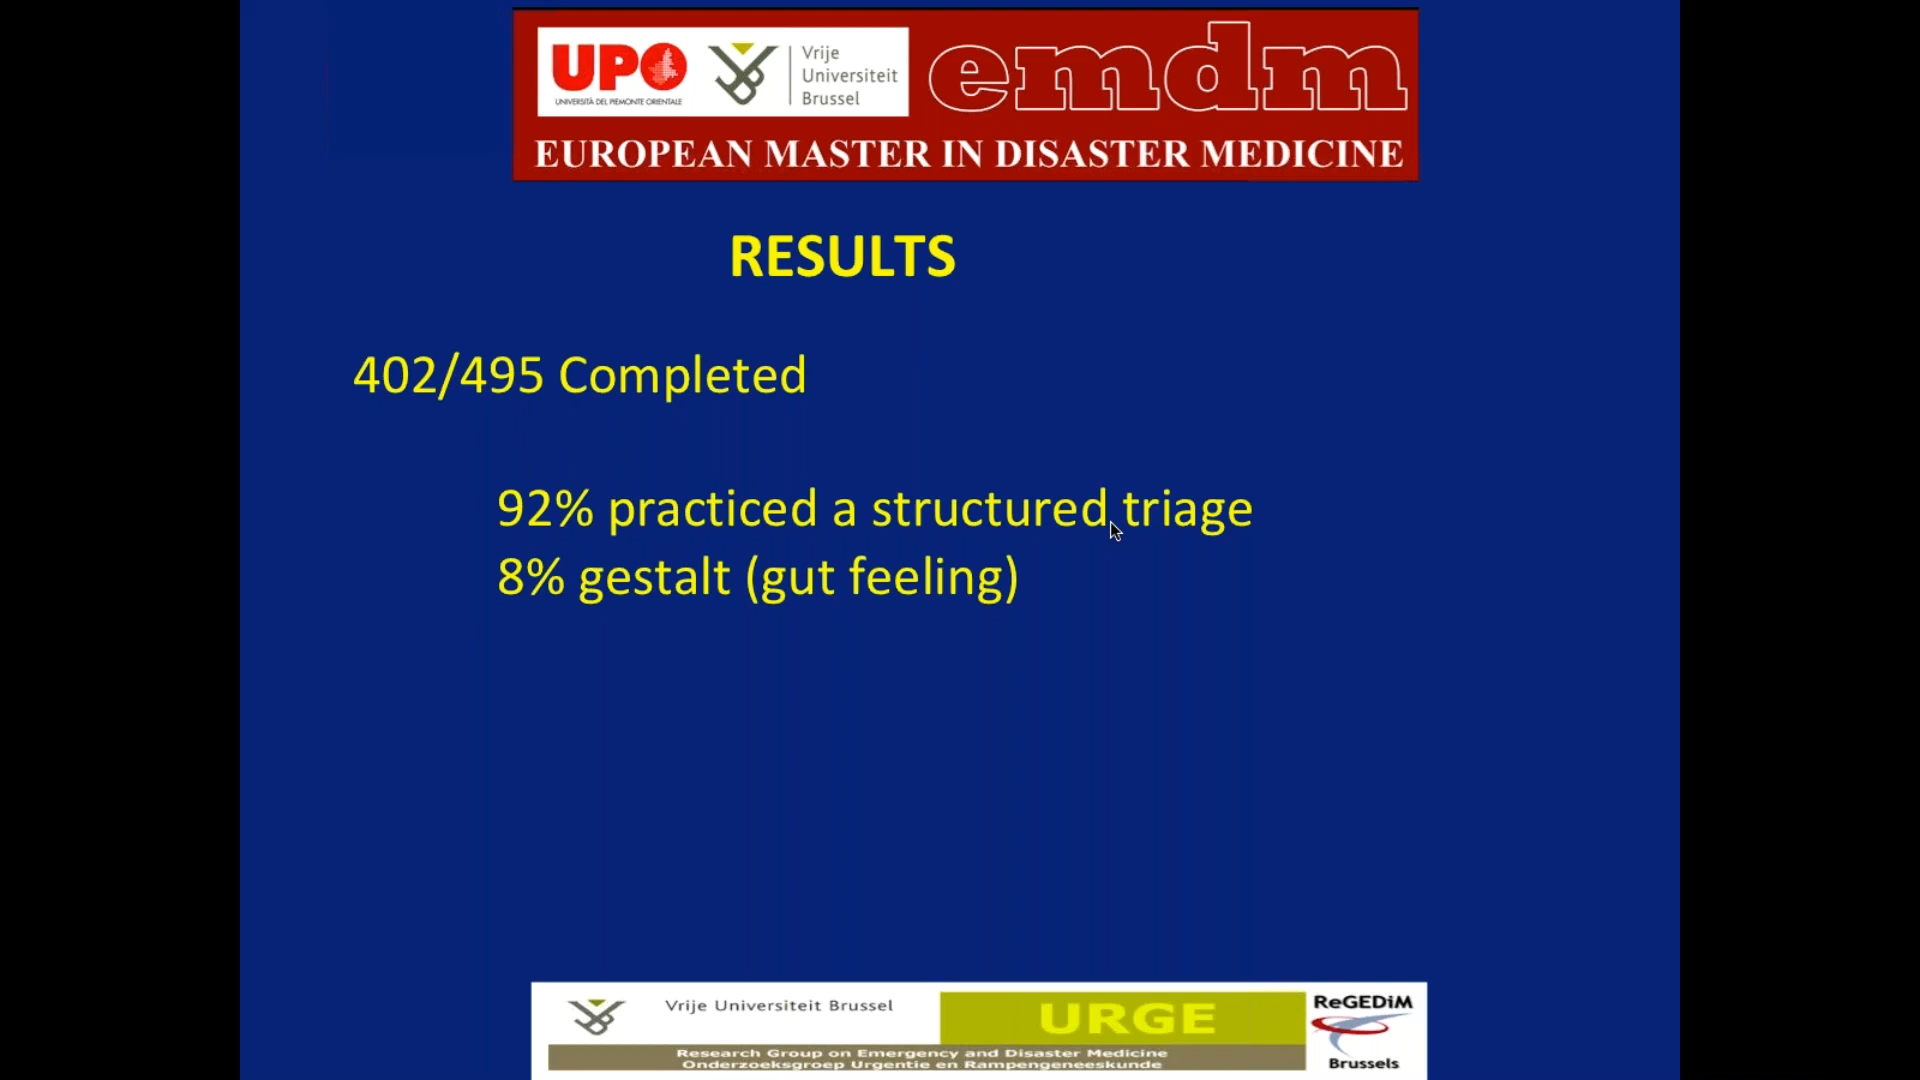 UPO
UNIVERSITÀ DEL PIEMONTE ORIENTALE
Vrije
Universiteit
Brussel
emdm
EUROPEAN MASTER IN DISASTER MEDICINE
RESULTS
402/495 Completed
92% practiced a structured triage
8% gestalt (gut feeling)
Vrije Universiteit Brussel
URGE
Research Group on Emergency and Disaster Medicine
Onderzoeksgroep Urgentie en Rampengeneeskunde
ReGEDiM
Brussels